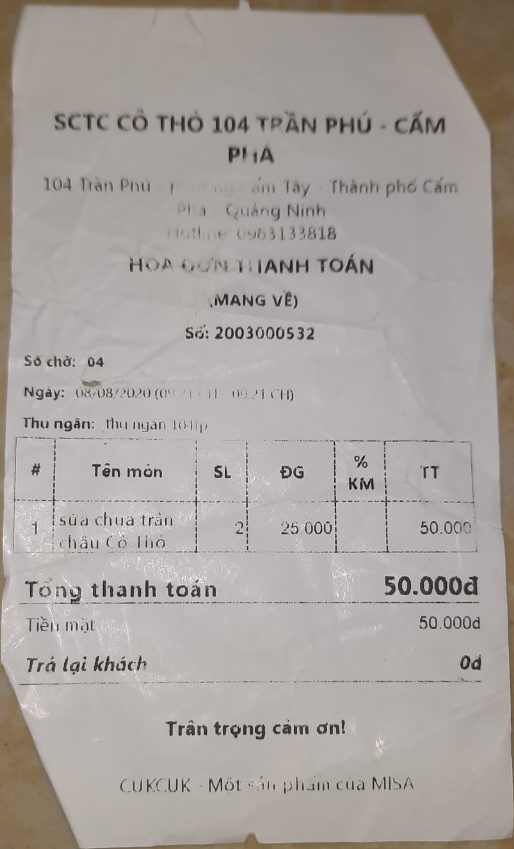 SCTC CÔ THỎ 104 TRẦN PHÚ - CẨM
PHẢ
104 Trần Phú - phường Cẩm Tây - Thành phố Cẩm
Phả - Quảng Ninh
Hotline: 0963133818
HÓA ĐƠN THANH TOÁN
(MANG VỀ)
Số: 2003000532
Số chờ: 04
Ngày: 08/08/2020 (09:21 CH - 09:21 CH)
Thu ngân: thu ngân 104tp
# Tên món SL ĐG % KM TT
1 sữa chua trân 2 25.000 50.000
châu Cô Thỏ
Tổng thanh toán 50.000đ
Tiền mặt 50.000đ
Trả lại khách 0đ
Trân trọng cảm ơn!
CUKCUK - Một sản phẩm của MISA